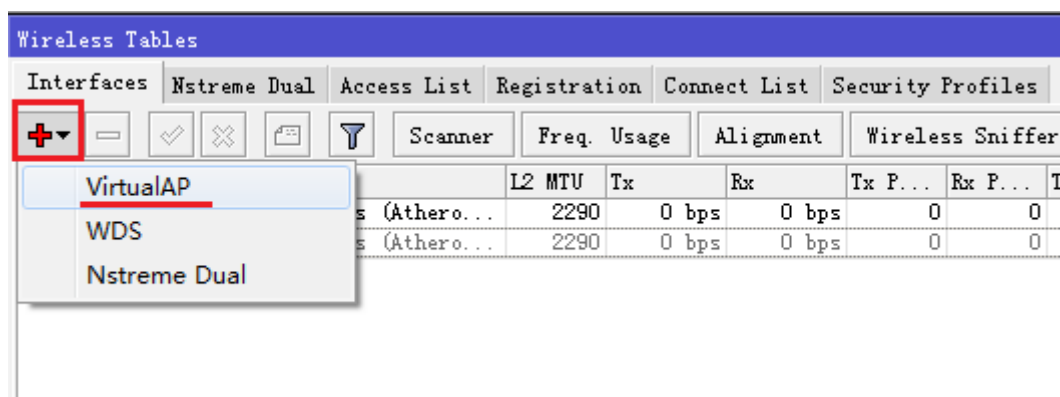 Wireless Tables
Interfaces Nstreme Dual Access List Registration Connect List Security Profiles
Scanner Freq. Usage Alignment Wireless Sniffer
L2 MTU Tx Rx Tx P... Rx P...
VirtualAP
s (Athero... 2290 0 bps 0 bps 0 0
WDS
s (Athero... 2290 0 bps 0 bps 0 0
Nstreme Dual